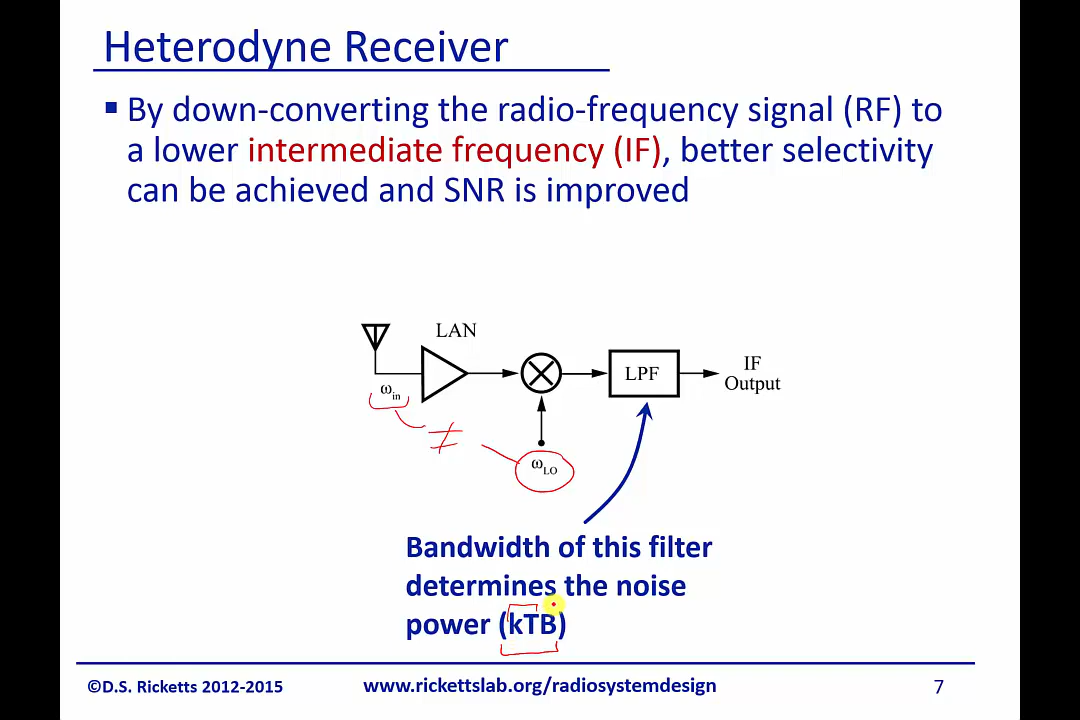 Heterodyne Receiver
▪ By down-converting the radio-frequency signal (RF) to
a lower intermediate frequency (IF), better selectivity
can be achieved and SNR is improved
LAN
ω_in
LPF
IF
Output
≠
ω_LO
Bandwidth of this filter
determines the noise
power (kTB)
©D.S. Ricketts 2012-2015
www.rickettslab.org/radiosystemdesign
7